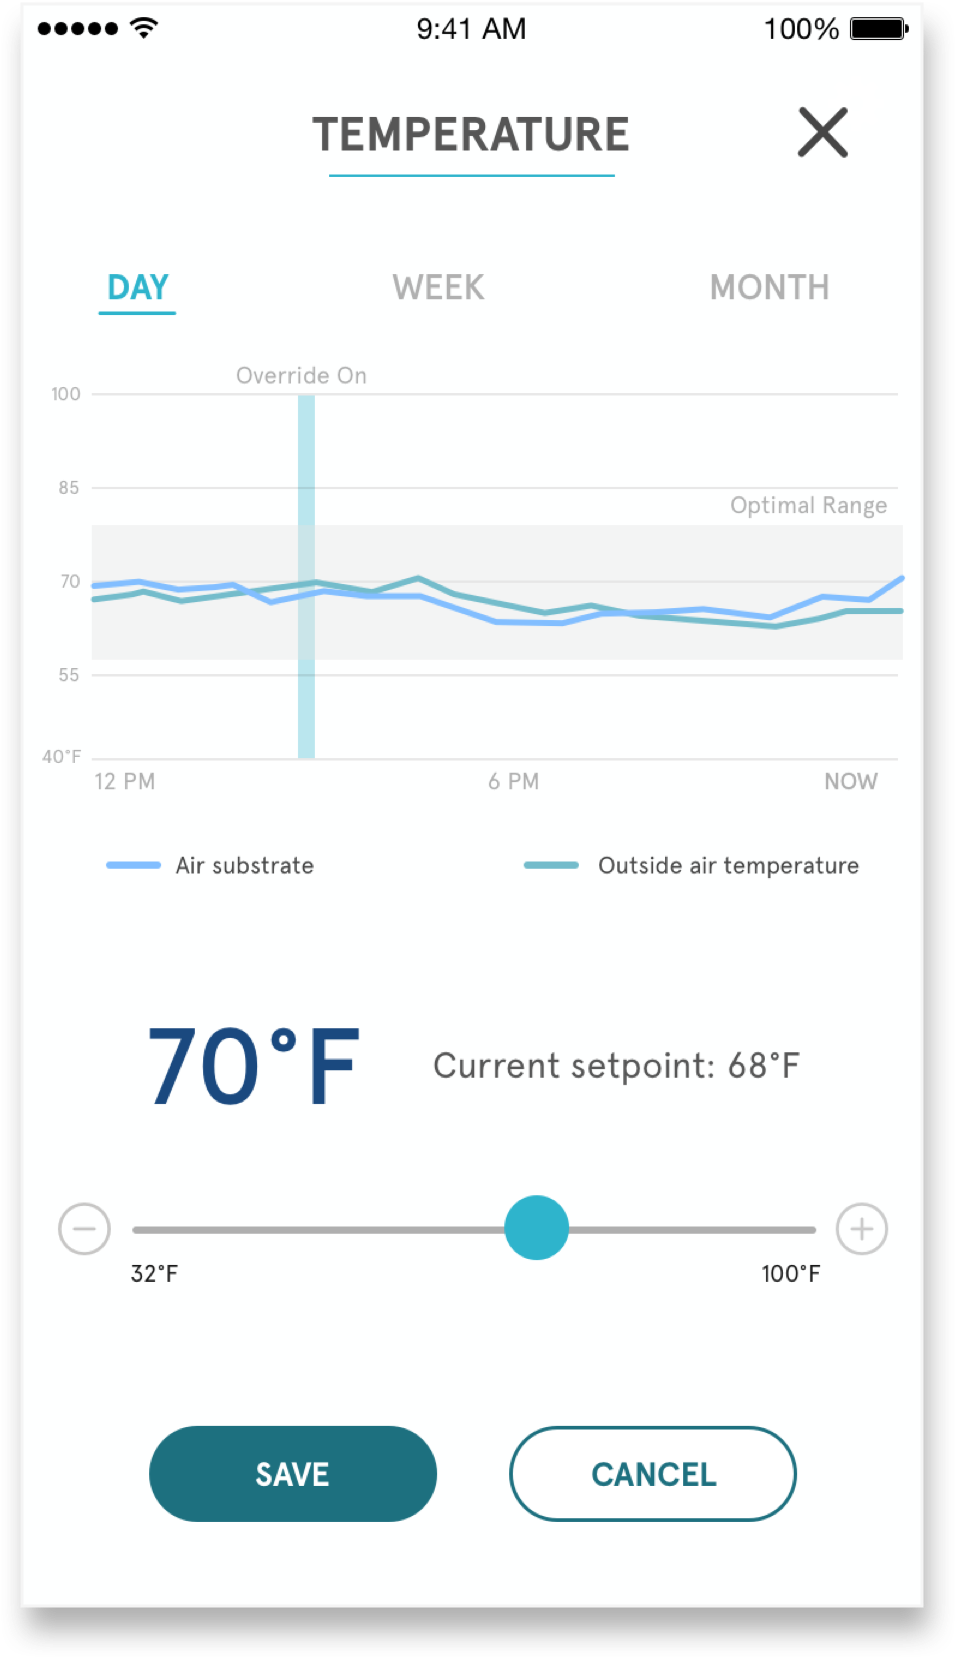 9:41 AM 100%
TEMPERATURE
DAY WEEK MONTH
Override On
100
85
Optimal Range
70
55
40°F
12 PM 6 PM NOW
Air substrate Outside air temperature
70°F Current setpoint: 68°F
32°F 100°F
SAVE CANCEL